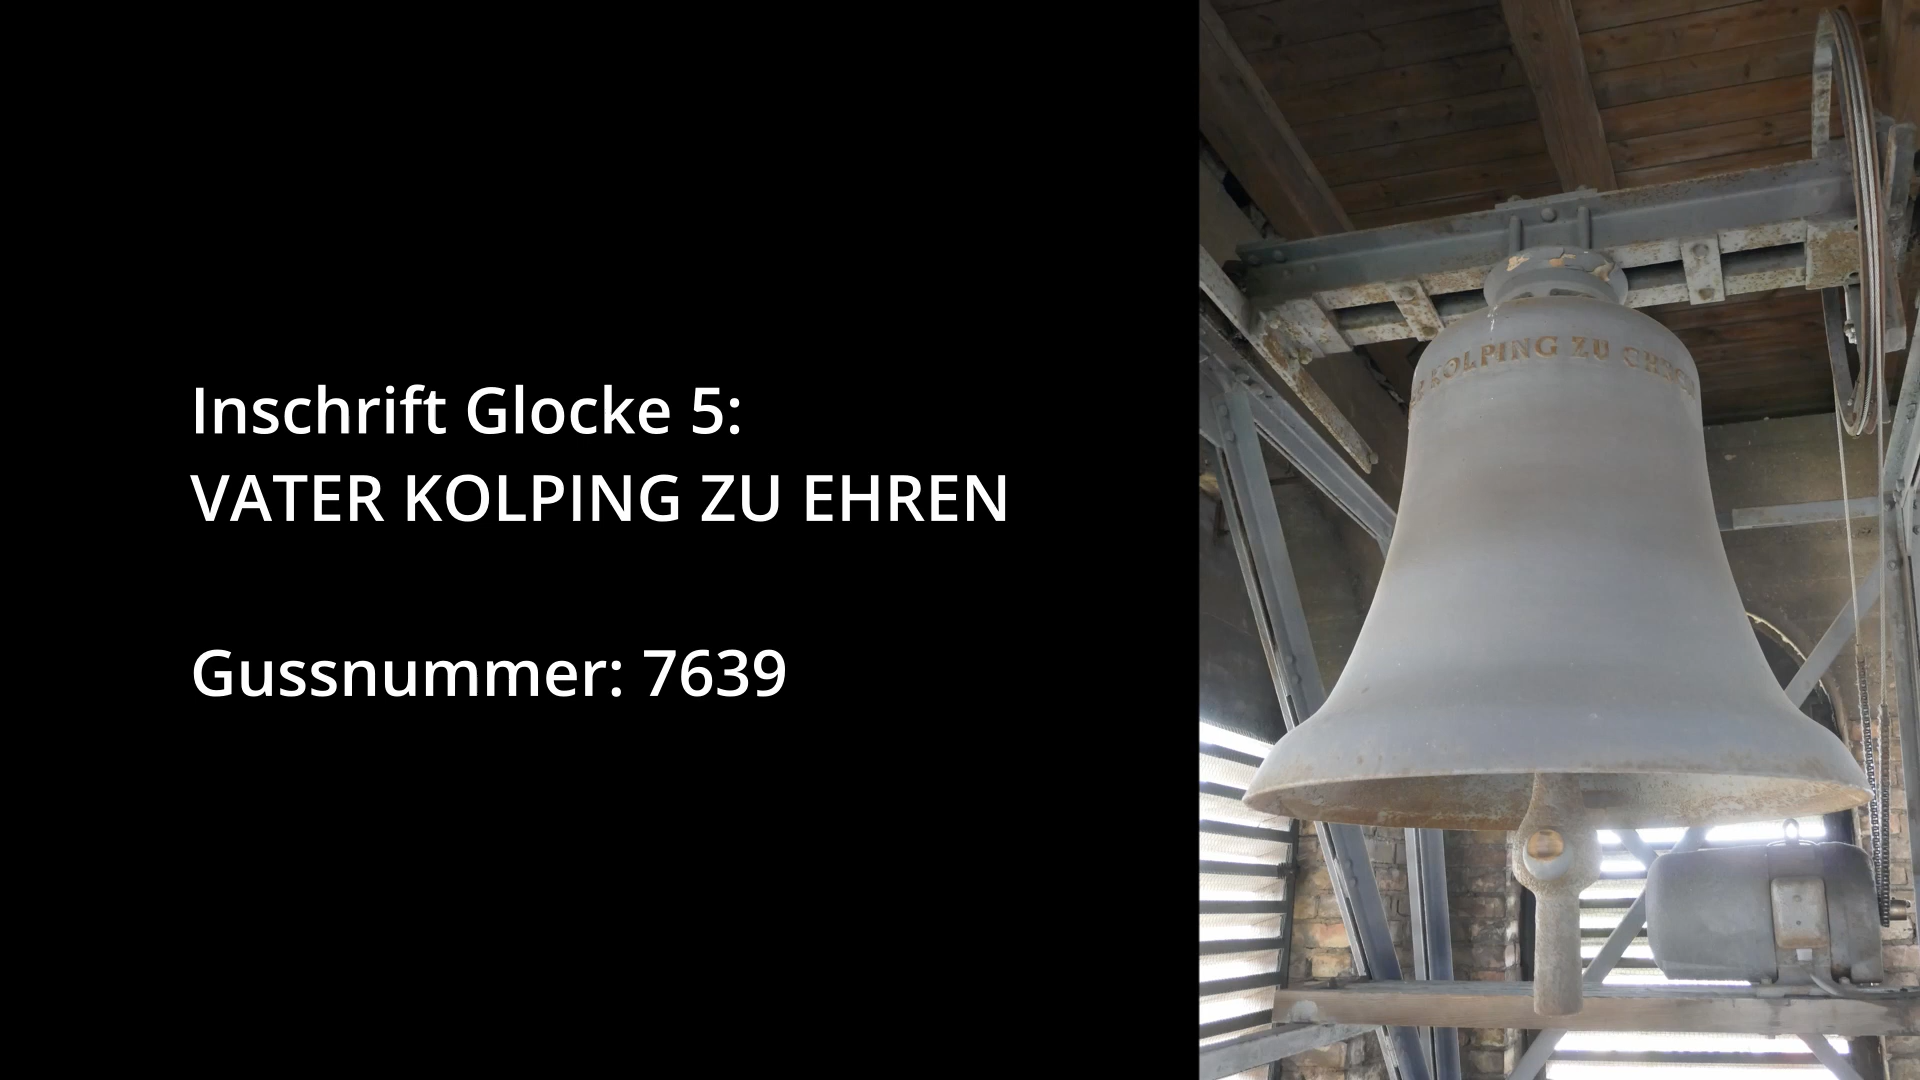 Inschrift Glocke 5:
VATER KOLPING ZU EHREN
Gussnummer: 7639
KOLPING ZU